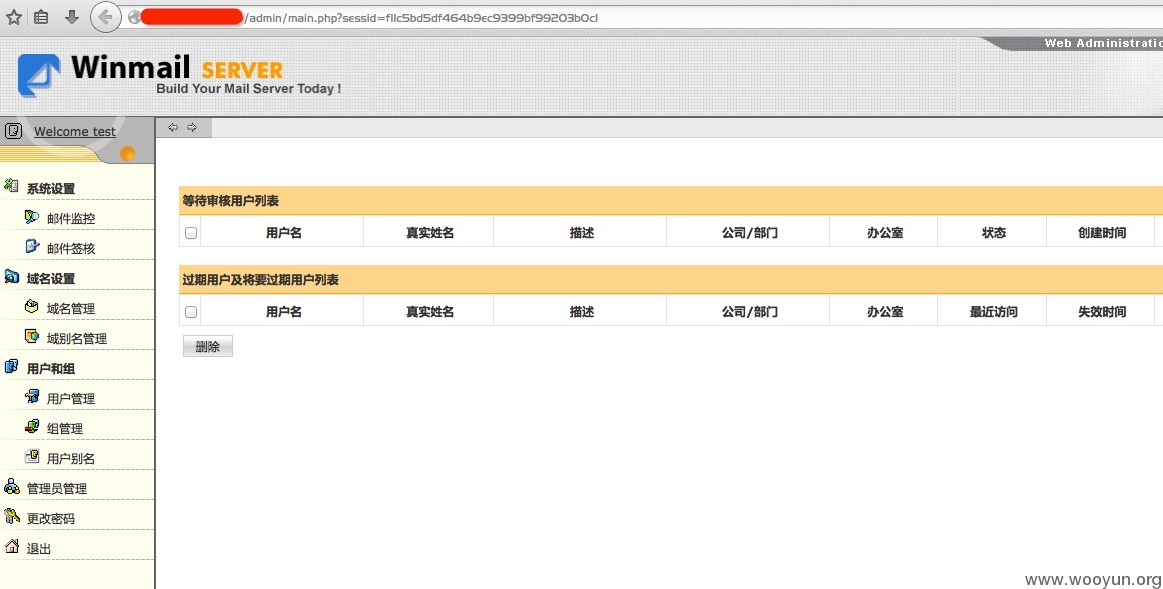 /admin/main.php?sessid=f11c5bd5df464b9ec9399bf99203b0c1
Web Administratio
Winmail SERVER
Build Your Mail Server Today !
Welcome test
系统设置
邮件监控
邮件签核
域名设置
域名管理
域别名管理
用户和组
用户管理
组管理
用户别名
管理员管理
更改密码
退出
等待审核用户列表
用户名 真实姓名 描述 公司/部门 办公室 状态 创建时间
过期用户及将要过期用户列表
用户名 真实姓名 描述 公司/部门 办公室 最近访问 失效时间
删除
www.wooyun.org